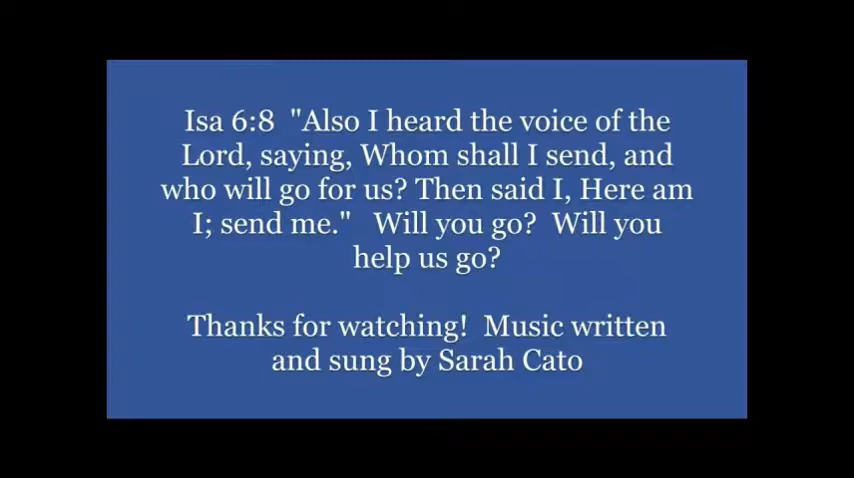 Isa 6:8  "Also I heard the voice of the
Lord, saying, Whom shall I send, and
who will go for us? Then said I, Here am
I; send me."   Will you go?  Will you
help us go?
Thanks for watching!  Music written
and sung by Sarah Cato